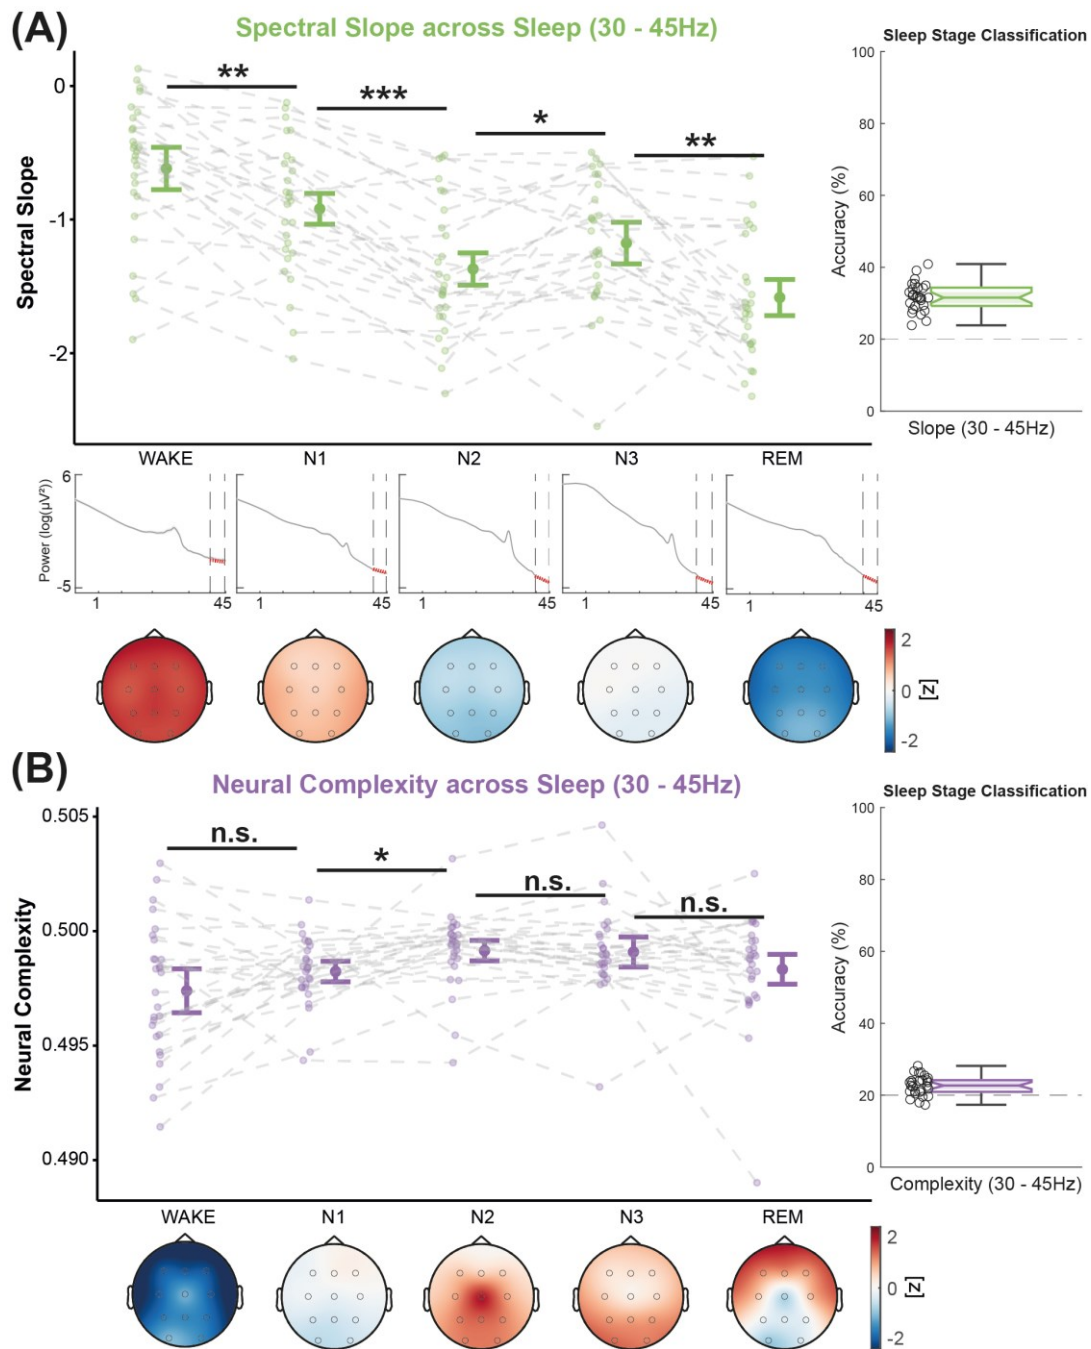 (A)
Spectral Slope across Sleep (30 - 45Hz)
Sleep Stage Classification
Spectral Slope
0
-1
-2
**
***
*
**
WAKE
N1
N2
N3
REM
Accuracy (%)
100
80
60
40
20
0
Slope (30 - 45Hz)
Power (log(µV²))
6
-5
1
45
1
45
1
45
1
45
1
45
2
0
-2
[z]
(B)
Neural Complexity across Sleep (30 - 45Hz)
Sleep Stage Classification
Neural Complexity
0.505
0.500
0.495
0.490
n.s.
*
n.s.
n.s.
WAKE
N1
N2
N3
REM
Accuracy (%)
100
80
60
40
20
0
Complexity (30 - 45Hz)
2
0
-2
[z]